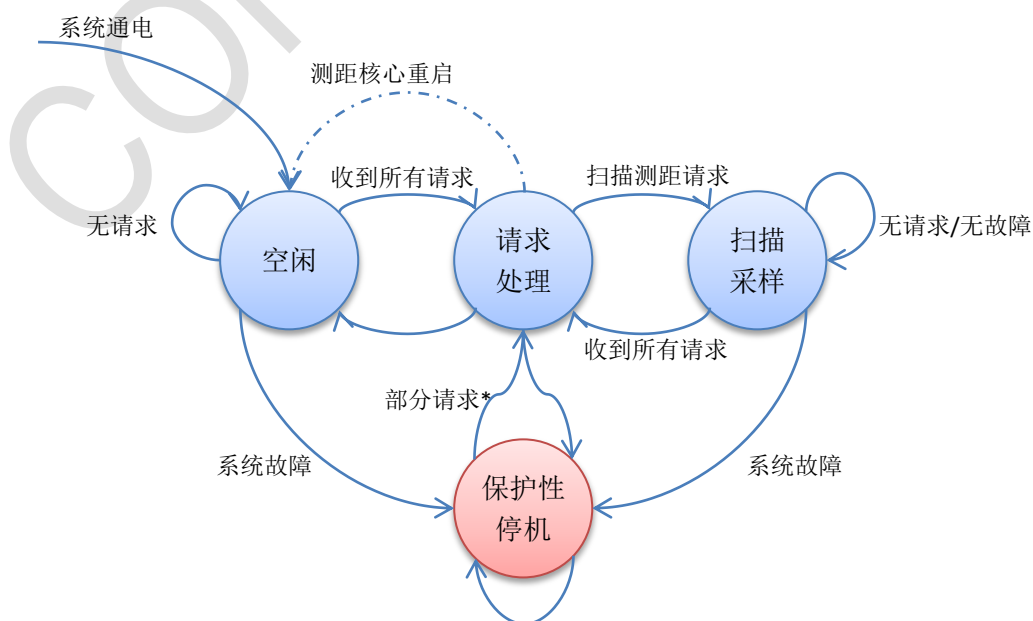 系统通电
测距核心重启
收到所有请求
扫描测距请求
无请求
空闲
请求
处理
扫描
采样
无请求/无故障
收到所有请求
部分请求*
系统故障
系统故障
保护性
停机